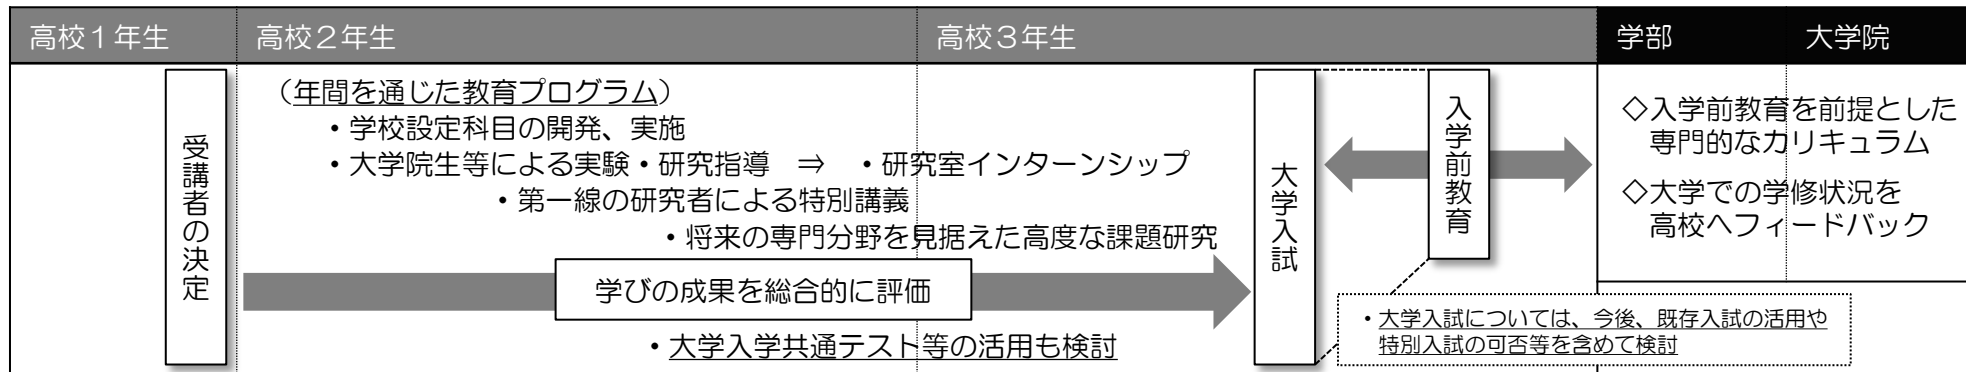 高校１年生
高校２年生
高校３年生
学部
大学院
受講者の決定
（年間を通じた教育プログラム）
・学校設定科目の開発、実施
・大学院生等による実験・研究指導　⇒　・研究室インターンシップ
・第一線の研究者による特別講義
・将来の専門分野を見据えた高度な課題研究
学びの成果を総合的に評価
・大学入学共通テスト等の活用も検討
大学入試
入学前教育
・大学入試については、今後、既存入試の活用や
特別入試の可否等を含めて検討
◇入学前教育を前提とした
専門的なカリキュラム
◇大学での学修状況を
高校へフィードバック